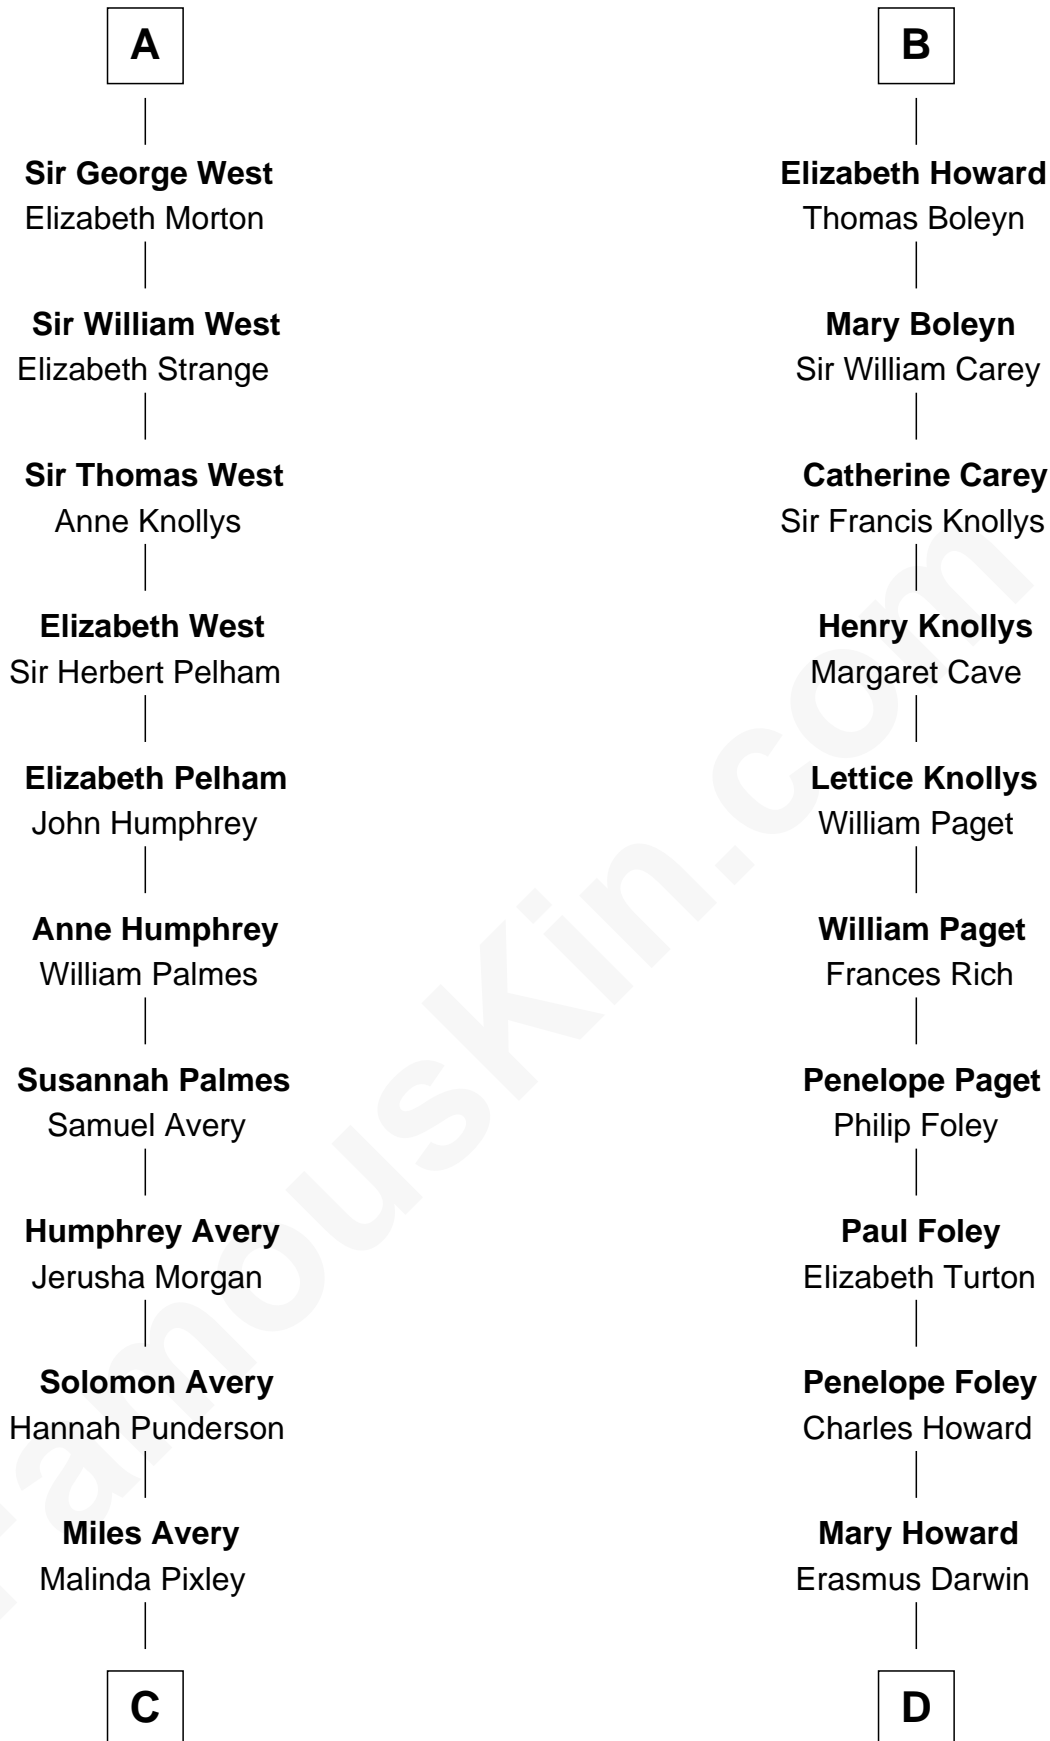 A
Sir George West
Elizabeth Morton
Sir William West
Elizabeth Strange
Sir Thomas West
Anne Knollys
Elizabeth West
Sir Herbert Pelham
Elizabeth Pelham
John Humphrey
Anne Humphrey
William Palmes
Susannah Palmes
Samuel Avery
Humphrey Avery
Jerusha Morgan
Solomon Avery
Hannah Punderson
Miles Avery
Malinda Pixley
C
B
Elizabeth Howard
Thomas Boleyn
Mary Boleyn
Sir William Carey
Catherine Carey
Sir Francis Knollys
Henry Knollys
Margaret Cave
Lettice Knollys
William Paget
William Paget
Frances Rich
Penelope Paget
Philip Foley
Paul Foley
Elizabeth Turton
Penelope Foley
Charles Howard
Mary Howard
Erasmus Darwin
D
FamousKin.com